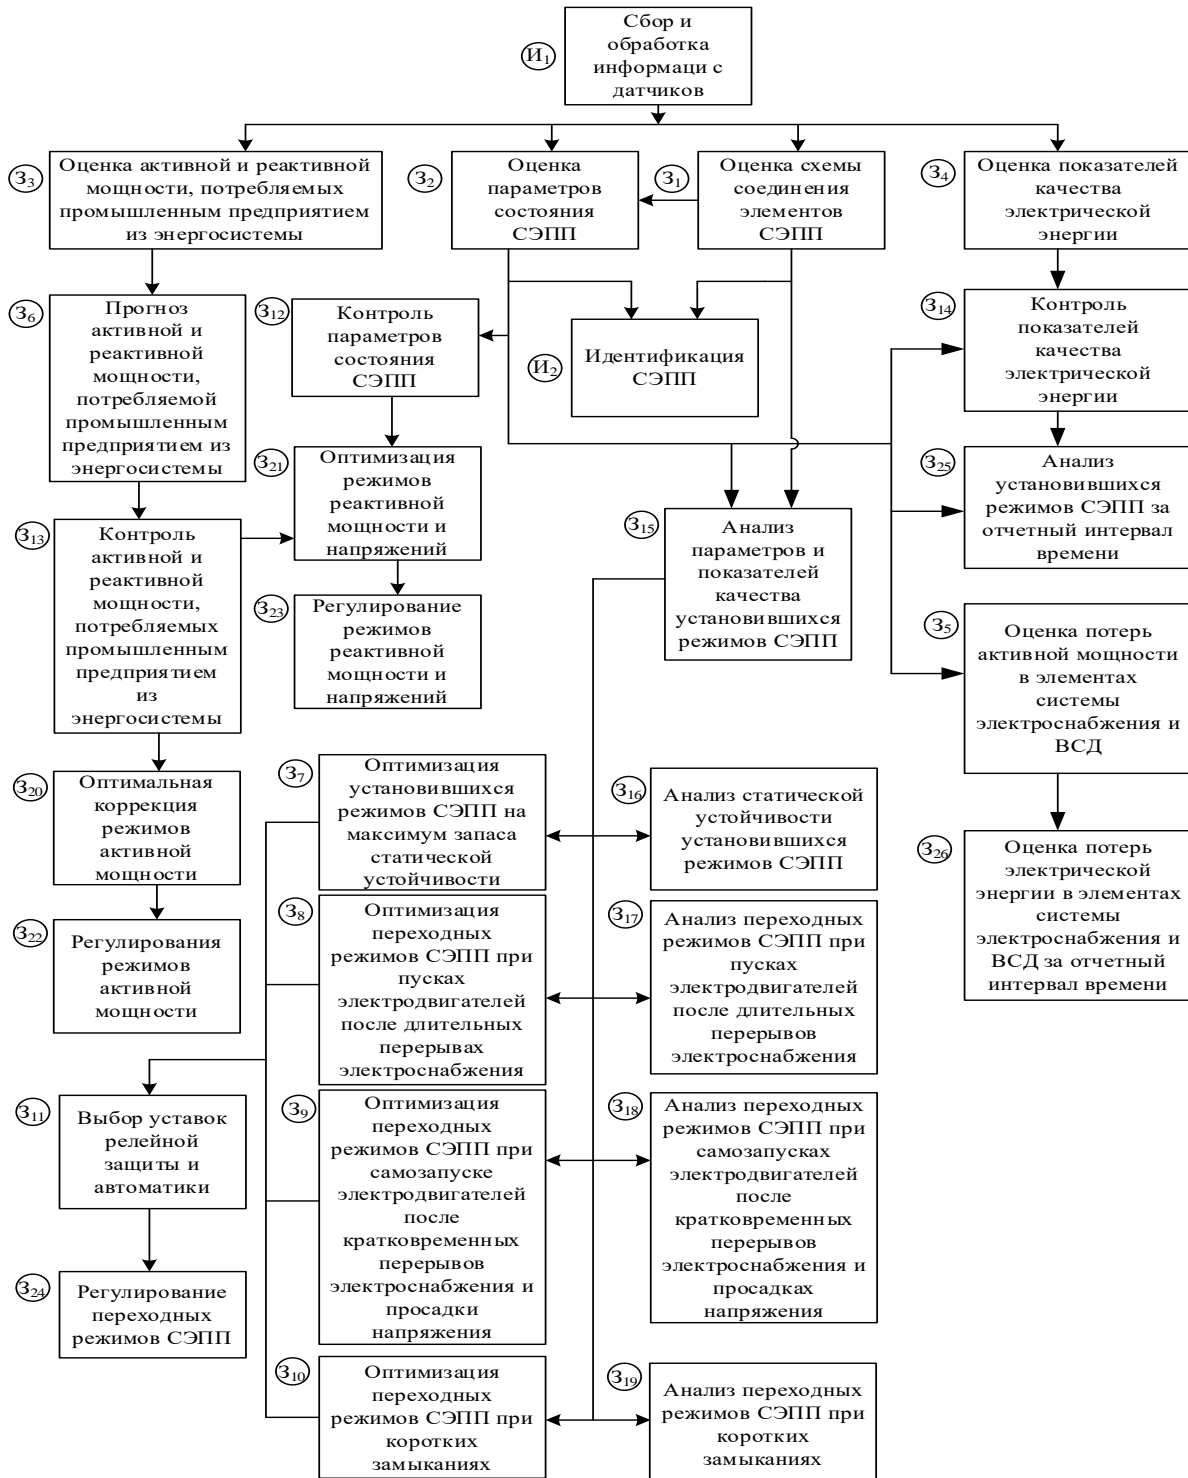 И1
Сбор и
обработка
информаци с
датчиков
З3
Оценка активной и реактивной
мощности, потребляемых
промышленным предприятием
из энергосистемы
З2
Оценка
параметров
состояния
СЭПП
З1
Оценка схемы
соединения
элементов
СЭПП
З4
Оценка показателей
качества
электрической
энергии
З6
Прогноз
активной и
реактивной
мощности,
потребляемой
промышленным
предприятием из
энергосистемы
З12
Контроль
параметров
состояния
СЭПП
И2
Идентификация
СЭПП
З14
Контроль
показателей
качества
электрической
энергии
З21
Оптимизация
режимов
реактивной
мощности и
напряжений
З25
Анализ
установившихся
режимов СЭПП за
отчетный интервал
времени
З13
Контроль
активной и
реактивной
мощности,
потребляемых
промышленным
предприятием
из
энергосистемы
З15
Анализ
параметров и
показателей
качества
установившихся
режимов СЭПП
З23
Регулирование
режимов
реактивной
мощности и
напряжений
З5
Оценка потерь
активной мощности
в элементах
системы
электроснабжения и
ВСД
З20
Оптимальная
коррекция
режимов
активной
мощности
З7
Оптимизация
установившихся
режимов СЭПП на
максимум запаса
статической
устойчивости
З16
Анализ статической
устойчивости
установившихся
режимов СЭПП
З26
Оценка потерь
электрической
энергии в элементах
системы
электроснабжения и
ВСД за отчетный
интервал времени
З22
Регулирования
режимов
активной
мощности
З8
Оптимизация
переходных
режимов СЭПП при
пусках
электродвигателей
после длительных
перерывах
электроснабжения
З17
Анализ переходных
режимов СЭПП при
пусках
электродвигателей
после длительных
перерывов
электроснабжения
З11
Выбор уставок
релейной
защиты и
автоматики
З9
Оптимизация
переходных
режимов СЭПП при
самозапуске
электродвигателей
после
кратковременных
перерывов
электроснабжения и
просадки
напряжения
З18
Анализ переходных
режимов СЭПП при
самозапусках
электродвигателей
после
кратковременных
перерывов
электроснабжения и
просадках
напряжения
З24
Регулирование
переходных
режимов СЭПП
З10
Оптимизация
переходных
режимов СЭПП при
коротких
замыканиях
З19
Анализ переходных
режимов СЭПП при
коротких
замыканиях